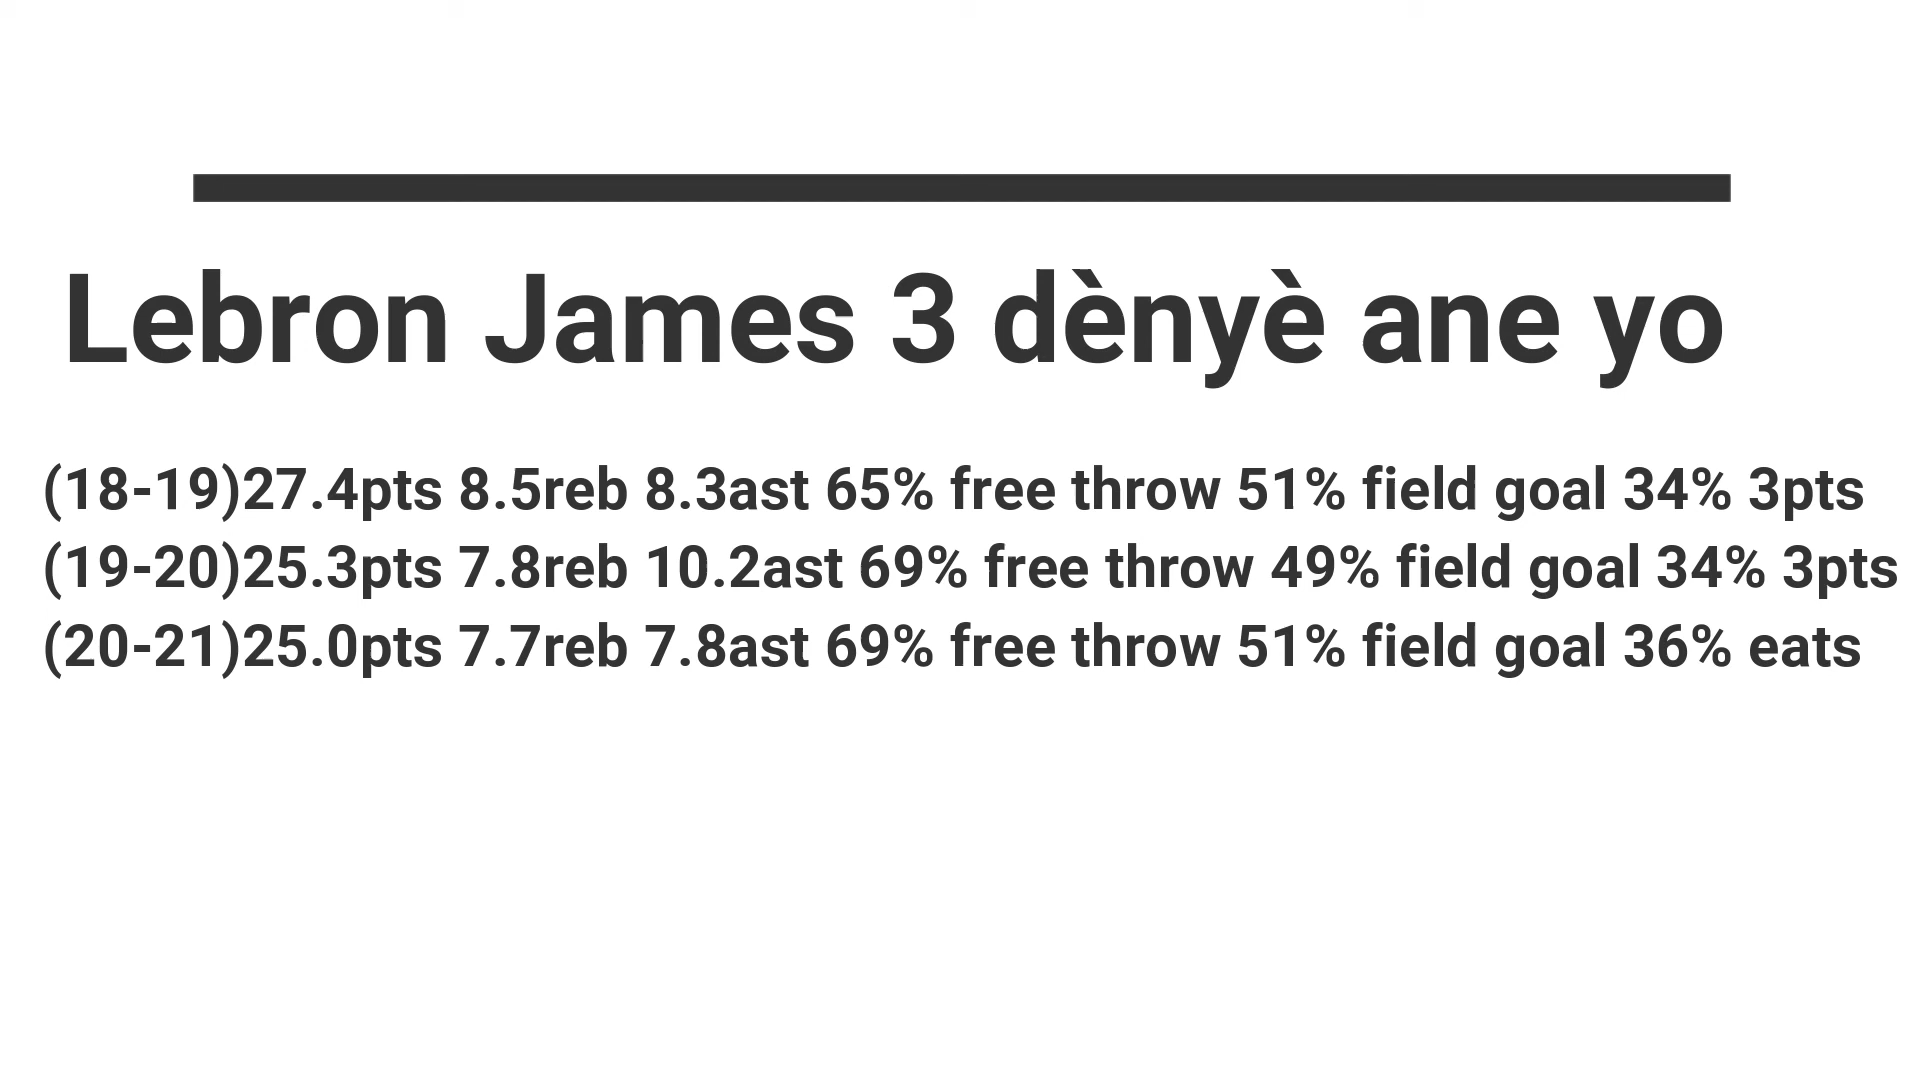 Lebron James 3 dènyè ane yo
(18-19)27.4pts 8.5reb 8.3ast 65% free throw 51% field goal 34% 3pts
(19-20)25.3pts 7.8reb 10.2ast 69% free throw 49% field goal 34% 3pts
(20-21)25.0pts 7.7reb 7.8ast 69% free throw 51% field goal 36% eats